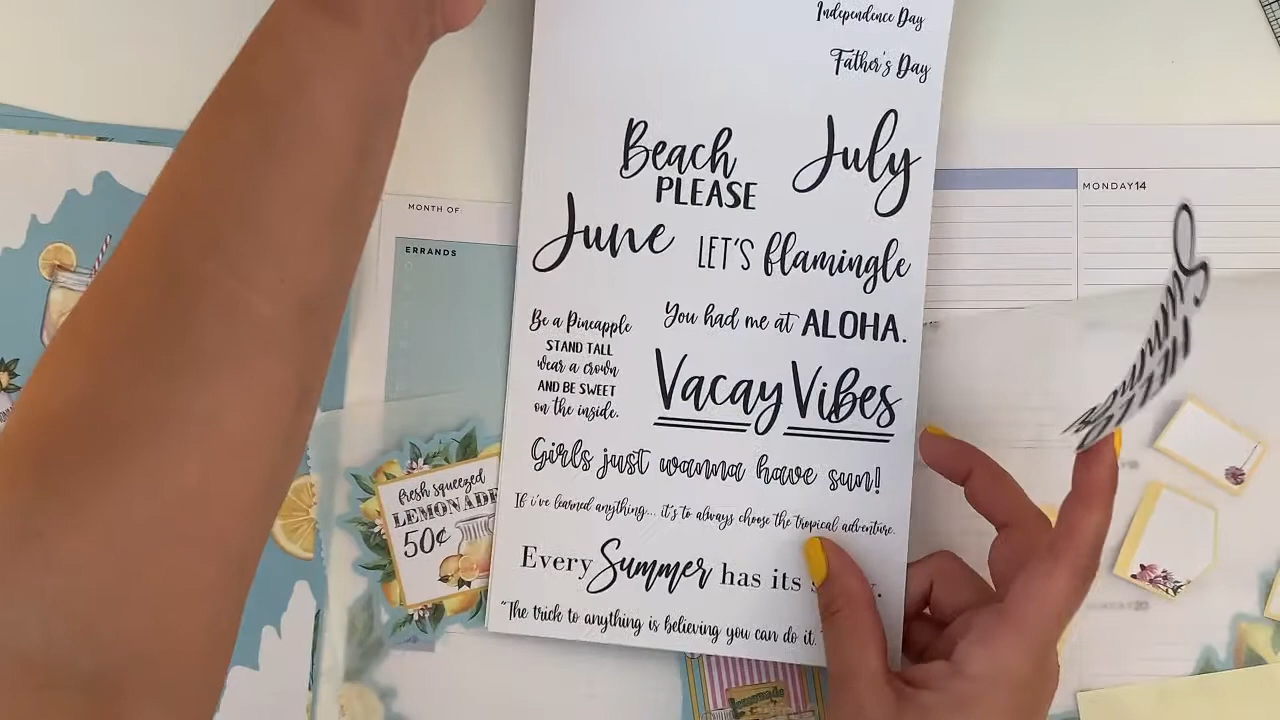 Independence Day
Father's Day
Beach
PLEASE
July
June
LET'S flamingle
You had me at ALOHA.
Be a Pineapple
STAND TALL
wear a crown
AND BE SWEET
on the inside.
Vacay Vibes
Girls just wanna have sun!
If i've learned anything... it's to always choose the tropical adventure.
Every Summer has its
"The trick to anything is believing you can do it.
MONTH OF
ERRANDS
MONDAY14
fresh squeezed
LEMONADE
50¢
Lemonade